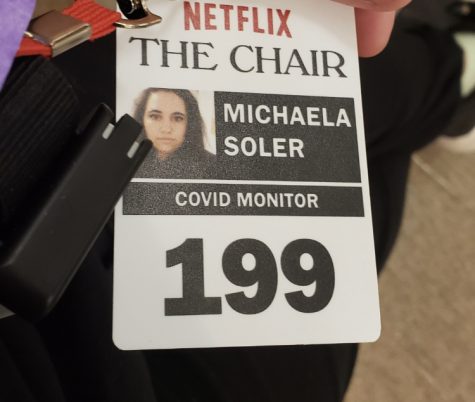 NETFLIX
THE CHAIR
MICHAELA
SOLER
COVID MONITOR
199